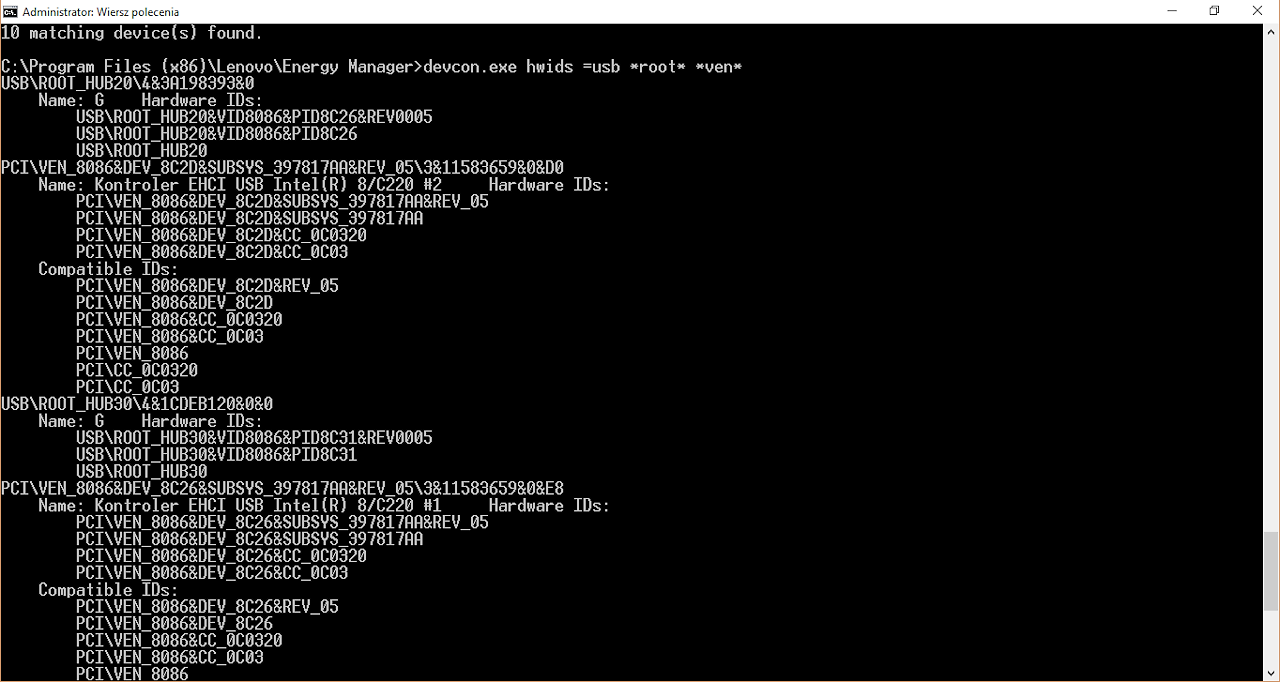 Administrator: Wiersz polecenia
10 matching device(s) found.
C:\Program Files (x86)\Lenovo\Energy Manager>devcon.exe hwids =usb *root* *ven*
USB\ROOT_HUB20\4&3A198393&0
Name: G    Hardware IDs:
USB\ROOT_HUB20&VID8086&PID8C26&REV0005
USB\ROOT_HUB20&VID8086&PID8C26
USB\ROOT_HUB20
PCI\VEN_8086&DEV_8C2D&SUBSYS_397817AA&REV_05\3&11583659&0&D0
Name: Kontroler EHCI USB Intel(R) 8/C220 #2     Hardware IDs:
PCI\VEN_8086&DEV_8C2D&SUBSYS_397817AA&REV_05
PCI\VEN_8086&DEV_8C2D&SUBSYS_397817AA
PCI\VEN_8086&DEV_8C2D&CC_0C0320
PCI\VEN_8086&DEV_8C2D&CC_0C03
Compatible IDs:
PCI\VEN_8086&DEV_8C2D&REV_05
PCI\VEN_8086&DEV_8C2D
PCI\VEN_8086&CC_0C0320
PCI\VEN_8086&CC_0C03
PCI\VEN_8086
PCI\CC_0C0320
PCI\CC_0C03
USB\ROOT_HUB30\4&1CDEB120&0&0
Name: G    Hardware IDs:
USB\ROOT_HUB30&VID8086&PID8C31&REV0005
USB\ROOT_HUB30&VID8086&PID8C31
USB\ROOT_HUB30
PCI\VEN_8086&DEV_8C26&SUBSYS_397817AA&REV_05\3&11583659&0&E8
Name: Kontroler EHCI USB Intel(R) 8/C220 #1     Hardware IDs:
PCI\VEN_8086&DEV_8C26&SUBSYS_397817AA&REV_05
PCI\VEN_8086&DEV_8C26&SUBSYS_397817AA
PCI\VEN_8086&DEV_8C26&CC_0C0320
PCI\VEN_8086&DEV_8C26&CC_0C03
Compatible IDs:
PCI\VEN_8086&DEV_8C26&REV_05
PCI\VEN_8086&DEV_8C26
PCI\VEN_8086&CC_0C0320
PCI\VEN_8086&CC_0C03
PCI\VEN_8086